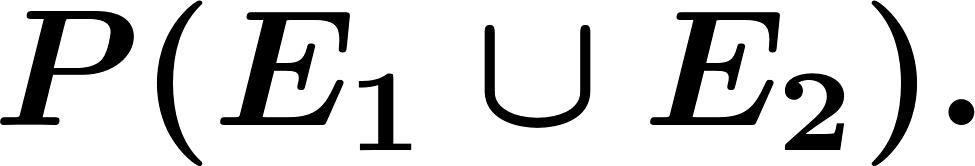 P(E₁ ∪ E₂).